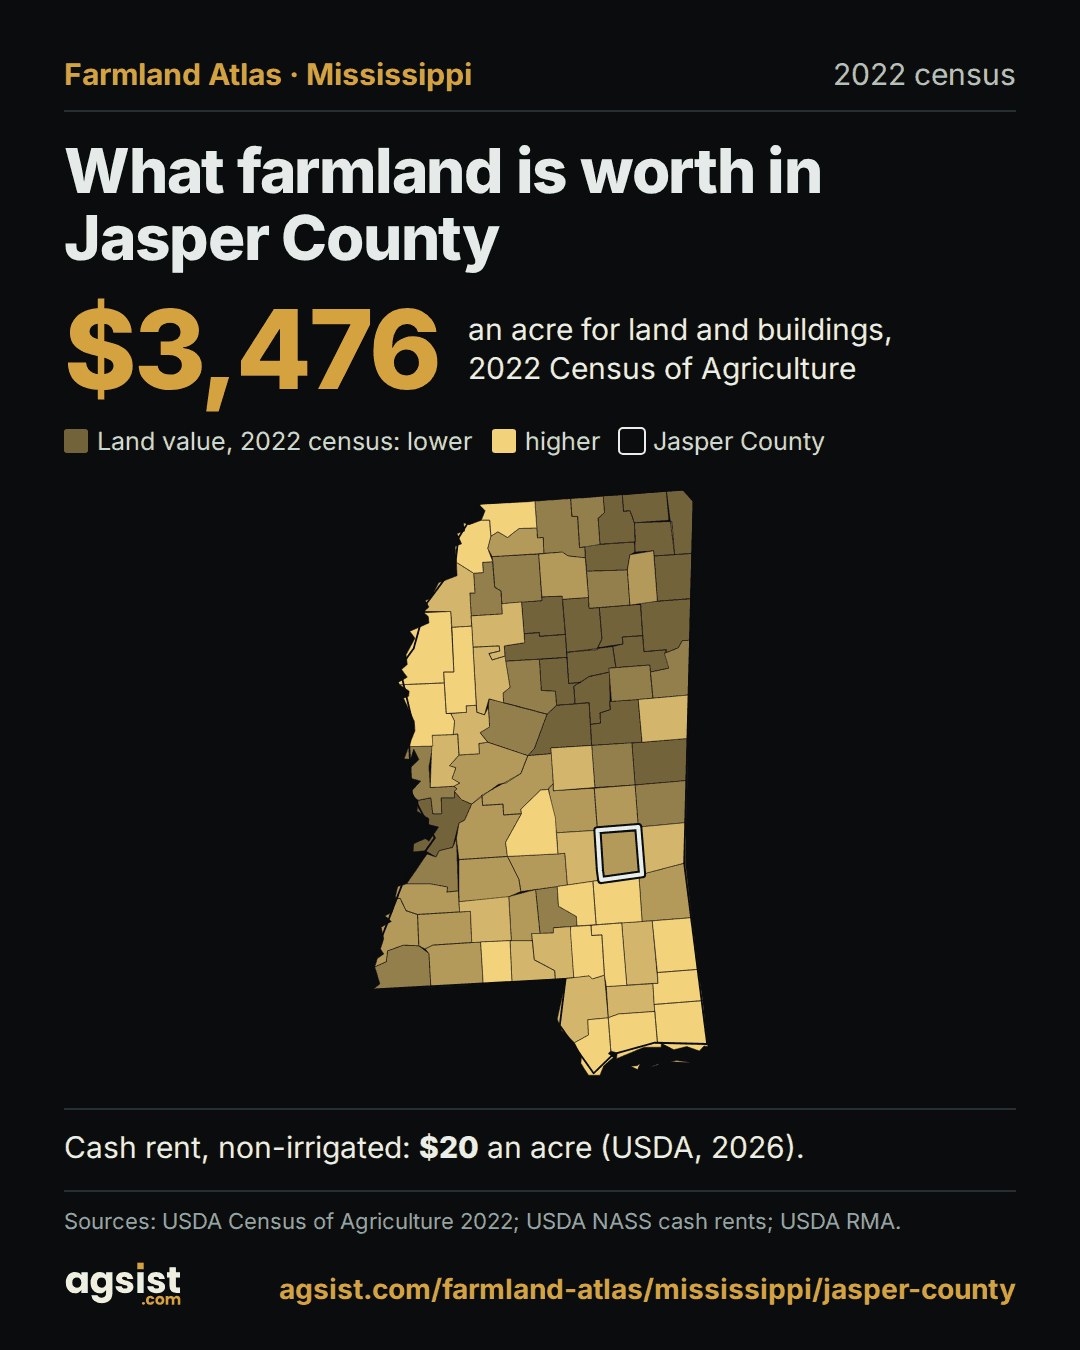 Farmland Atlas · Mississippi
2022 census
What farmland is worth in
Jasper County
$3,476
an acre for land and buildings,
2022 Census of Agriculture
Land value, 2022 census: lower
higher
Jasper County
Cash rent, non-irrigated: $20 an acre (USDA, 2026).
Sources: USDA Census of Agriculture 2022; USDA NASS cash rents; USDA RMA.
agsist
.com
agsist.com/farmland-atlas/mississippi/jasper-county